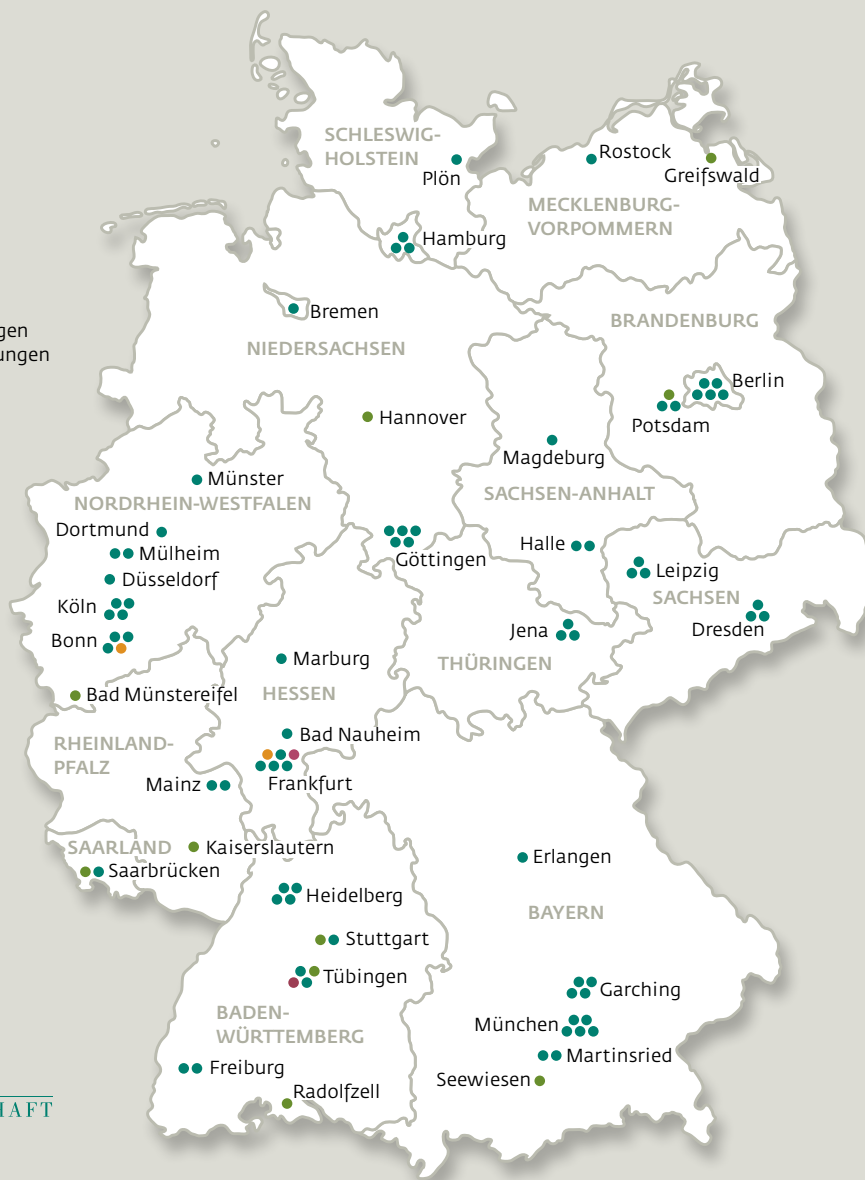 SCHLESWIG-
HOLSTEIN
Plön
Rostock
Greifswald
MECKLENBURG-
VORPOMMERN
Hamburg
Bremen
NIEDERSACHSEN
BRANDENBURG
gen
ungen
Berlin
Potsdam
Hannover
Magdeburg
SACHSEN-ANHALT
Münster
NORDRHEIN-WESTFALEN
Dortmund
Mülheim
Düsseldorf
Köln
Bonn
Göttingen
Halle
Leipzig
SACHSEN
Dresden
Jena
THÜRINGEN
Marburg
HESSEN
Bad Münstereifel
Bad Nauheim
RHEINLAND-
PFALZ
Frankfurt
Mainz
SAARLAND
Kaiserslautern
Saarbrücken
Erlangen
Heidelberg
BAYERN
Stuttgart
Tübingen
Garching
BADEN-
WÜRTTEMBERG
München
Martinsried
Freiburg
Seewiesen
Radolfzell
HAFT